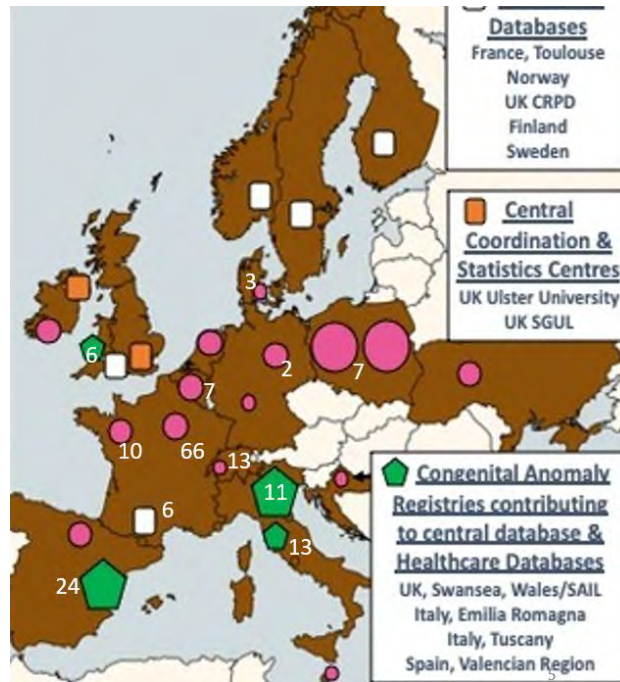 Databases
France, Toulouse
Norway
UK CRPD
Finland
Sweden
Central
Coordination &
Statistics Centres
UK Ulster University
UK SGUL
3
6
7
2
7
10
66
13
6
11
13
24
Congenital Anomaly
Registries contributing
to central database &
Healthcare Databases
UK, Swansea, Wales/SAIL
Italy, Emilia Romagna
Italy, Tuscany
Spain, Valencian Region
5